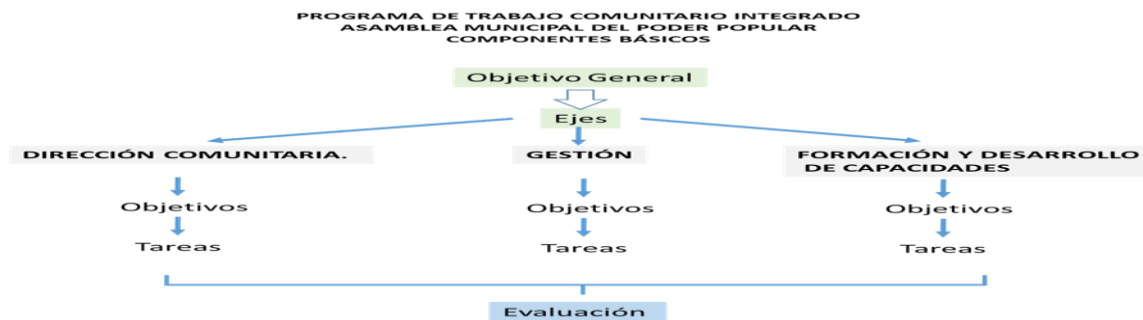 PROGRAMA DE TRABAJO COMUNITARIO INTEGRADO
ASAMBLEA MUNICIPAL DEL PODER POPULAR
COMPONENTES BÁSICOS
Objetivo General
Ejes
DIRECCIÓN COMUNITARIA.
GESTIÓN
FORMACIÓN Y DESARROLLO
DE CAPACIDADES
Objetivos
Objetivos
Objetivos
Tareas
Tareas
Tareas
Evaluación